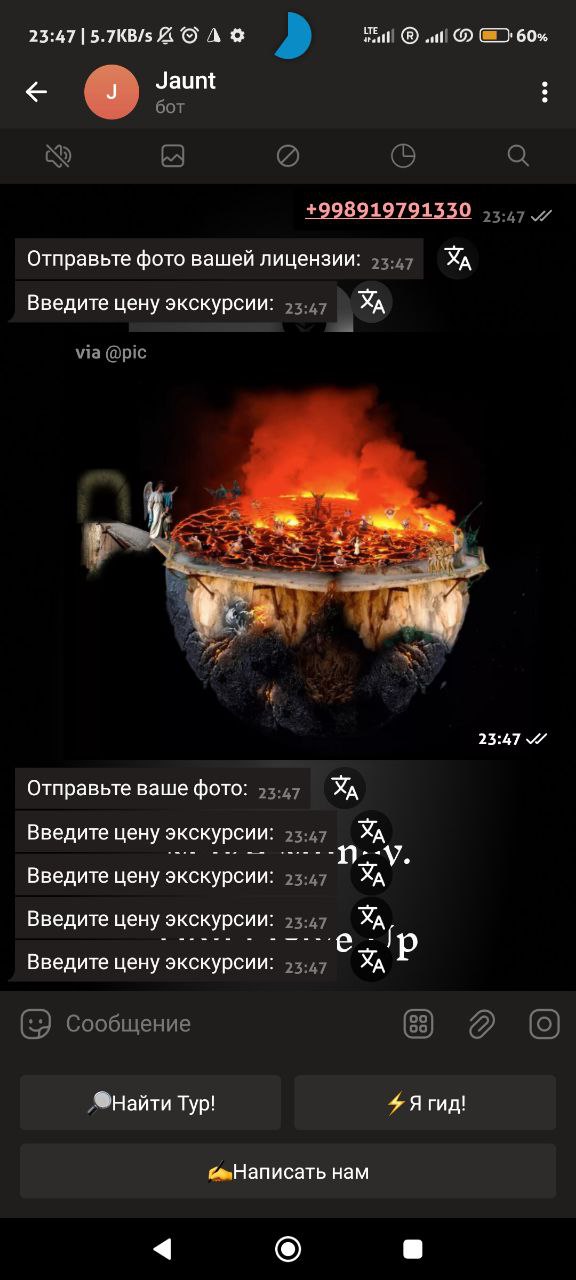 23:47 | 5.7KB/s LTE 60%
Jaunt
бот
+998919791330 23:47
Отправьте фото вашей лицензии: 23:47
Введите цену экскурсии: 23:47
via @pic
23:47
Отправьте ваше фото: 23:47
Введите цену экскурсии: 23:47
Введите цену экскурсии: 23:47
Введите цену экскурсии: 23:47
Введите цену экскурсии: 23:47
Сообщение
Найти Тур!
Я гид!
Написать нам